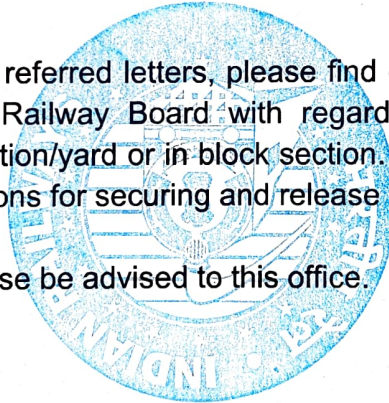 referred letters, please find
Railway Board with regard
tion/yard or in block section.
ons for securing and release
se be advised to this office.
INDIAN RAILWAYS